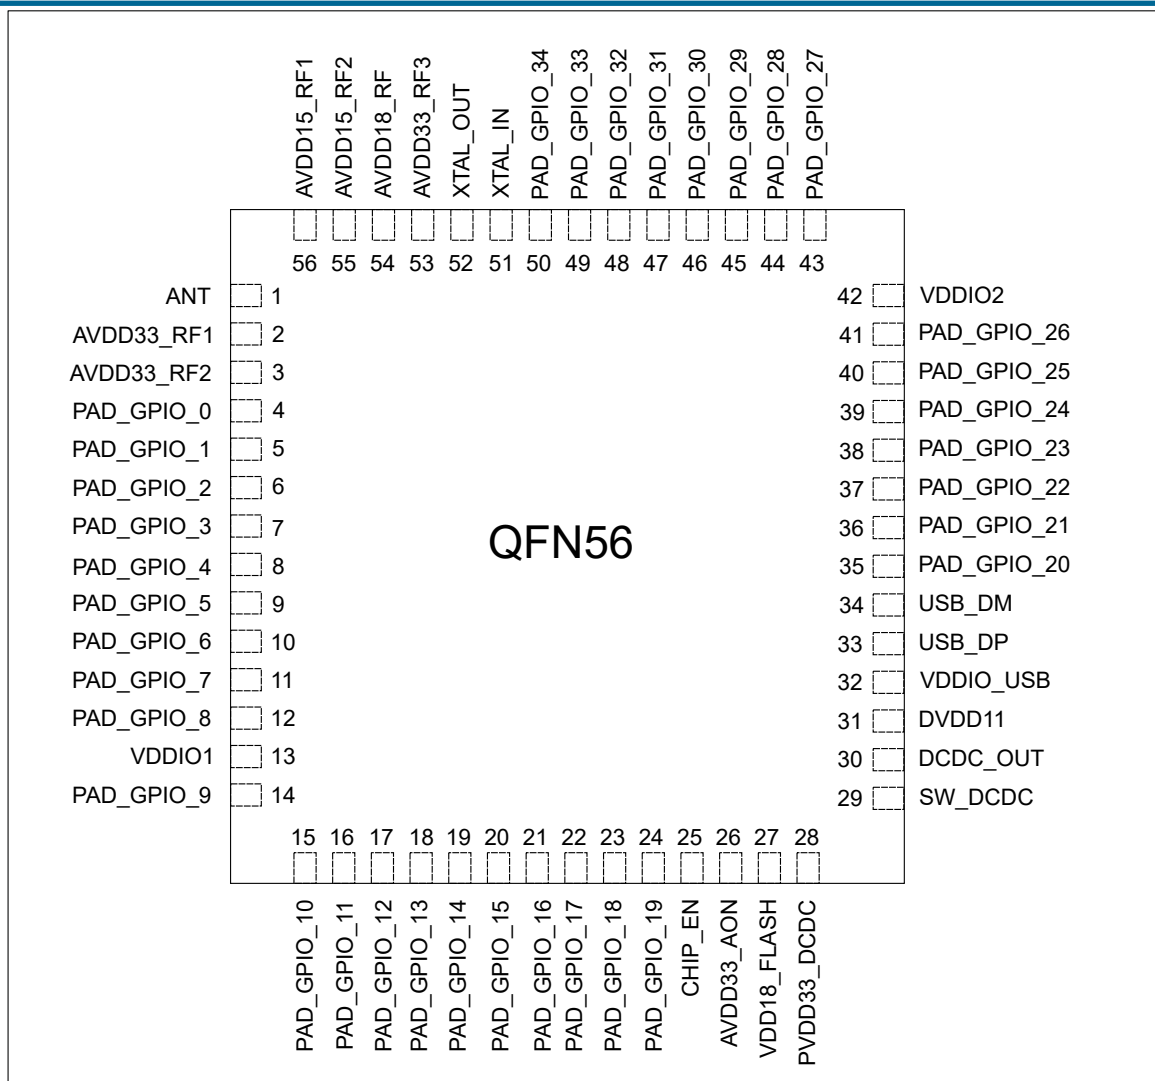 AVDD15_RF1
AVDD15_RF2
AVDD18_RF
AVDD33_RF3
XTAL_OUT
XTAL_IN
PAD_GPIO_34
PAD_GPIO_33
PAD_GPIO_32
PAD_GPIO_31
PAD_GPIO_30
PAD_GPIO_29
PAD_GPIO_28
PAD_GPIO_27
56 55 54 53 52 51 50 49 48 47 46 45 44 43
ANT 1
AVDD33_RF1 2
AVDD33_RF2 3
PAD_GPIO_0 4
PAD_GPIO_1 5
PAD_GPIO_2 6
PAD_GPIO_3 7
PAD_GPIO_4 8
PAD_GPIO_5 9
PAD_GPIO_6 10
PAD_GPIO_7 11
PAD_GPIO_8 12
VDDIO1 13
PAD_GPIO_9 14
QFN56
42 VDDIO2
41 PAD_GPIO_26
40 PAD_GPIO_25
39 PAD_GPIO_24
38 PAD_GPIO_23
37 PAD_GPIO_22
36 PAD_GPIO_21
35 PAD_GPIO_20
34 USB_DM
33 USB_DP
32 VDDIO_USB
31 DVDD11
30 DCDC_OUT
29 SW_DCDC
15 16 17 18 19 20 21 22 23 24 25 26 27 28
PAD_GPIO_10
PAD_GPIO_11
PAD_GPIO_12
PAD_GPIO_13
PAD_GPIO_14
PAD_GPIO_15
PAD_GPIO_16
PAD_GPIO_17
PAD_GPIO_18
PAD_GPIO_19
CHIP_EN
AVDD33_AON
VDD18_FLASH
PVDD33_DCDC